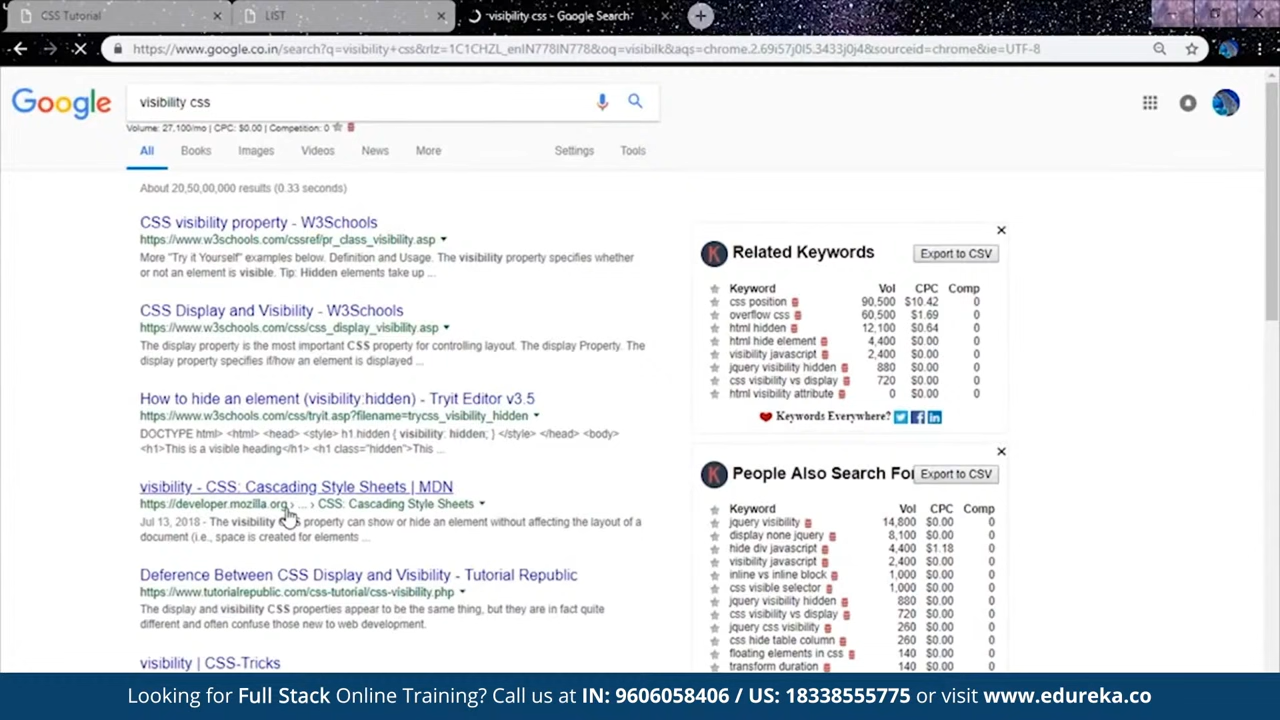 CSS Tutorial
LIST
visibility css - Google Search
https://www.google.co.in/search?q=visibility+css&rlz=1C1CHZL_enIN778IN778&oq=visibilk&aqs=chrome.2.69i57j0l5.3433j0j4&sourceid=chrome&ie=UTF-8
Google
visibility css
Volume: 27,100/mo | CPC: $0.00 | Competition: 0
All Books Images Videos News More Settings Tools
About 20,50,00,000 results (0.33 seconds)
CSS visibility property - W3Schools
https://www.w3schools.com/cssref/pr_class_visibility.asp
More "Try it Yourself" examples below. Definition and Usage. The visibility property specifies whether
or not an element is visible. Tip: Hidden elements take up ...
CSS Display and Visibility - W3Schools
https://www.w3schools.com/css/css_display_visibility.asp
The display property is the most important CSS property for controlling layout. The display Property. The
display property specifies if/how an element is displayed ...
How to hide an element (visibility:hidden) - Tryit Editor v3.5
https://www.w3schools.com/css/tryit.asp?filename=trycss_visibility_hidden
DOCTYPE html> <html> <head> <style> h1.hidden { visibility: hidden; } </style> </head> <body>
<h1>This is a visible heading</h1> <h1 class="hidden">This ...
visibility - CSS: Cascading Style Sheets | MDN
https://developer.mozilla.org › ... › CSS: Cascading Style Sheets
Jul 13, 2018 - The visibility property can show or hide an element without affecting the layout of a
document (i.e., space is created for elements ...
Deference Between CSS Display and Visibility - Tutorial Republic
https://www.tutorialrepublic.com/css-tutorial/css-visibility.php
The display and visibility CSS properties appear to be the same thing, but they are in fact quite
different and often confuse those new to web development.
visibility | CSS-Tricks
K Related Keywords Export to CSV
Keyword Vol CPC Comp
css position 90,500 $10.42 0
overflow css 60,500 $1.69 0
html hidden 12,100 $0.64 0
html hide element 4,400 $0.00 0
visibility javascript 2,400 $0.00 0
jquery visibility hidden 880 $0.00 0
css visibility vs display 720 $0.00 0
html visibility attribute 0 $0.00 0
Keywords Everywhere?
K People Also Search For Export to CSV
Keyword Vol CPC Comp
jquery visibility 14,800 $0.00 0
display none jquery 8,100 $0.00 0
hide div javascript 4,400 $1.18 0
visibility javascript 2,400 $0.00 0
inline vs inline block 1,000 $0.00 0
css visible selector 1,000 $0.00 0
jquery visibility hidden 880 $0.00 0
css visibility vs display 720 $0.00 0
jquery css visibility 260 $0.00 0
css hide table column 260 $0.00 0
floating elements in css 140 $0.00 0
transform duration 140 $0.00 0
Looking for Full Stack Online Training? Call us at IN: 9606058406 / US: 18338555775 or visit www.edureka.co